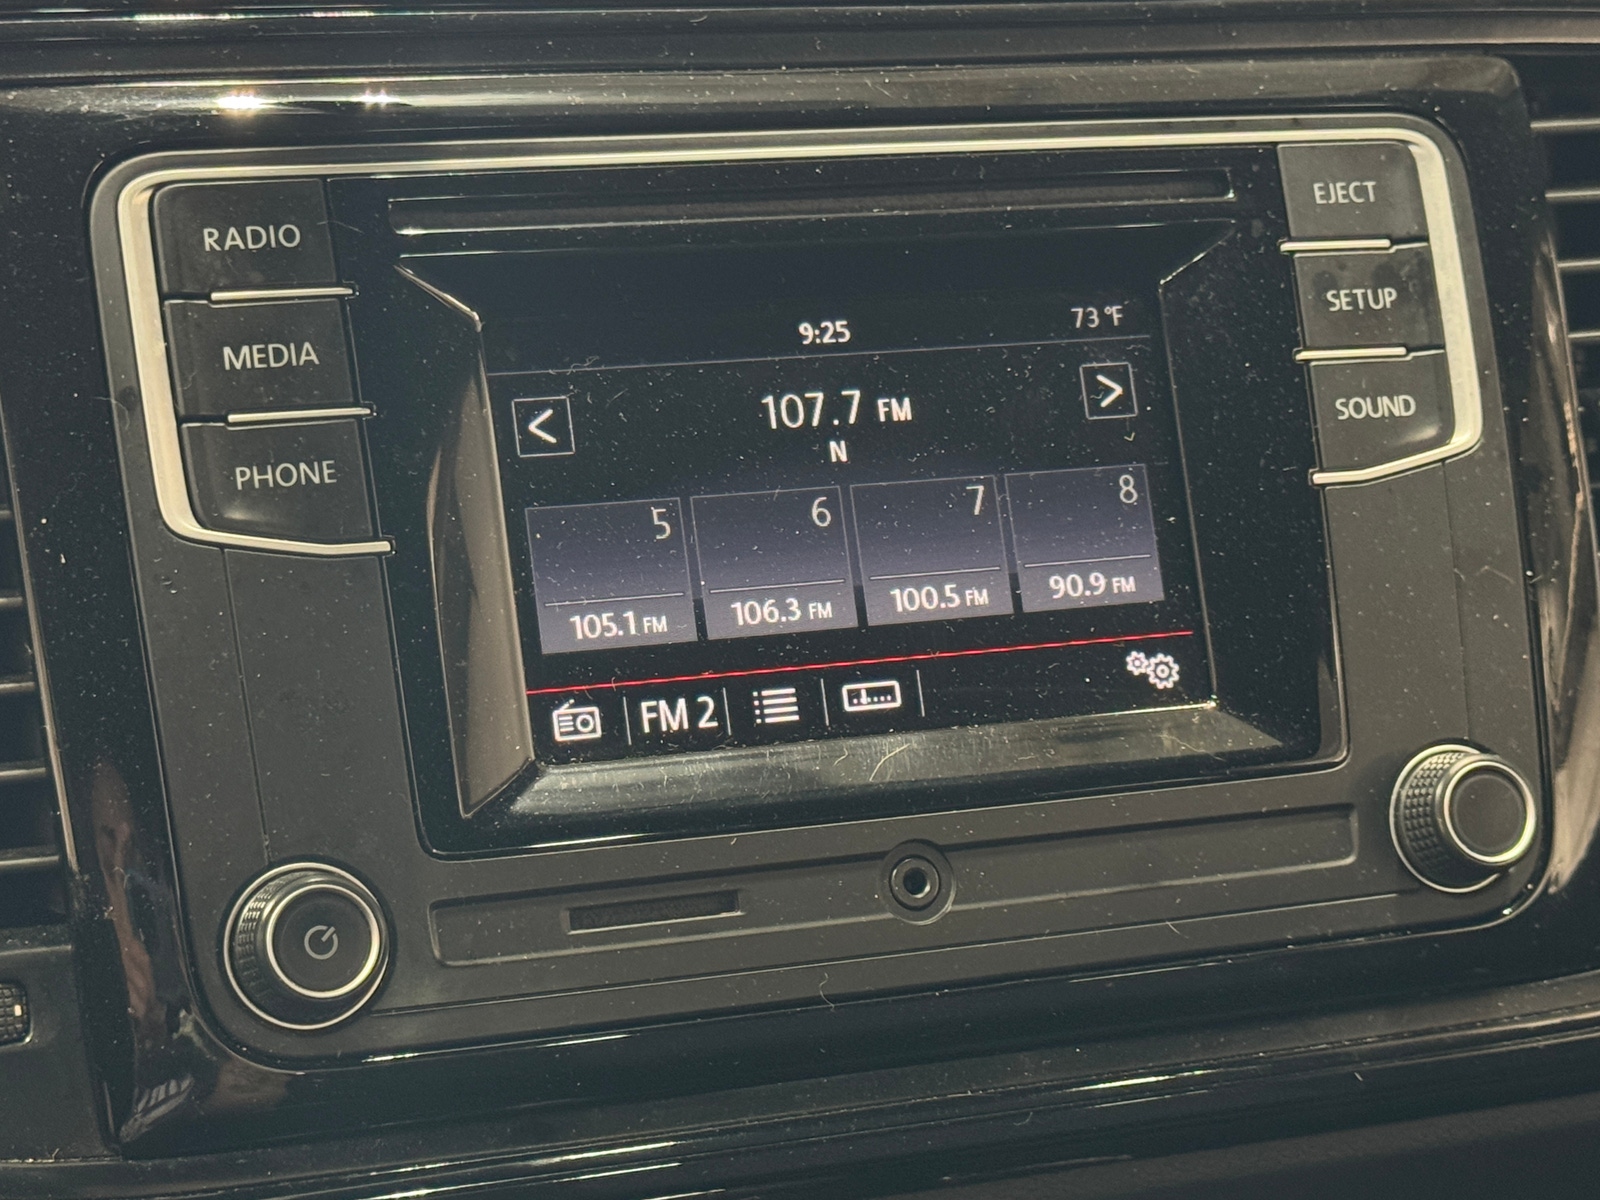 RADIO
MEDIA
PHONE
EJECT
SETUP
SOUND
9:25
73 °F
<
107.7 FM
>
N
5
6
7
8
105.1 FM
106.3 FM
100.5 FM
90.9 FM
FM 2